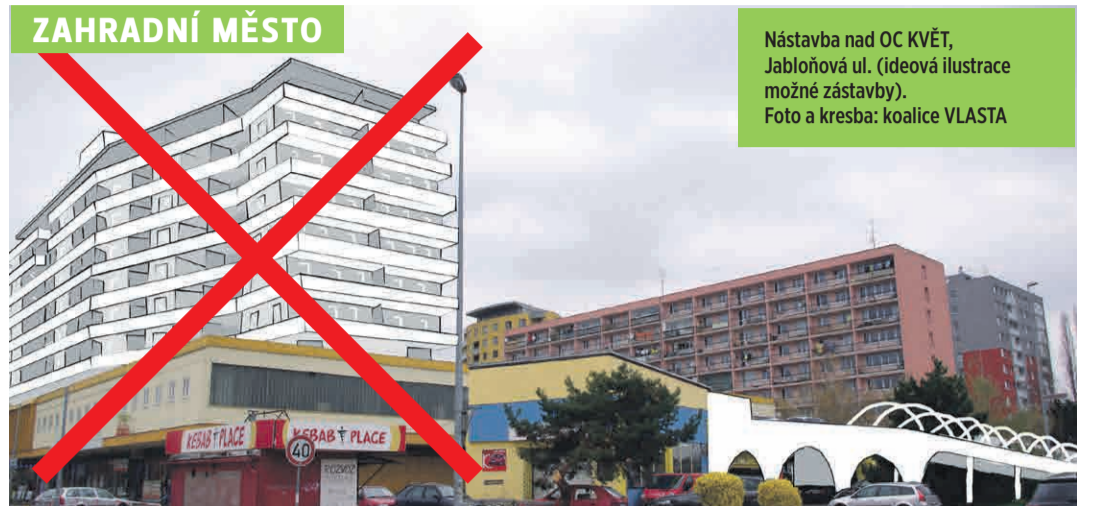 ZAHRADNÍ MĚSTO
Nástavba nad OC KVĚT,
Jabloňová ul. (ideová ilustrace
možné zástavby).
Foto a kresba: koalice VLASTA
KEBAB PLACE
KEBAB PLACE
40
ROZVOZ